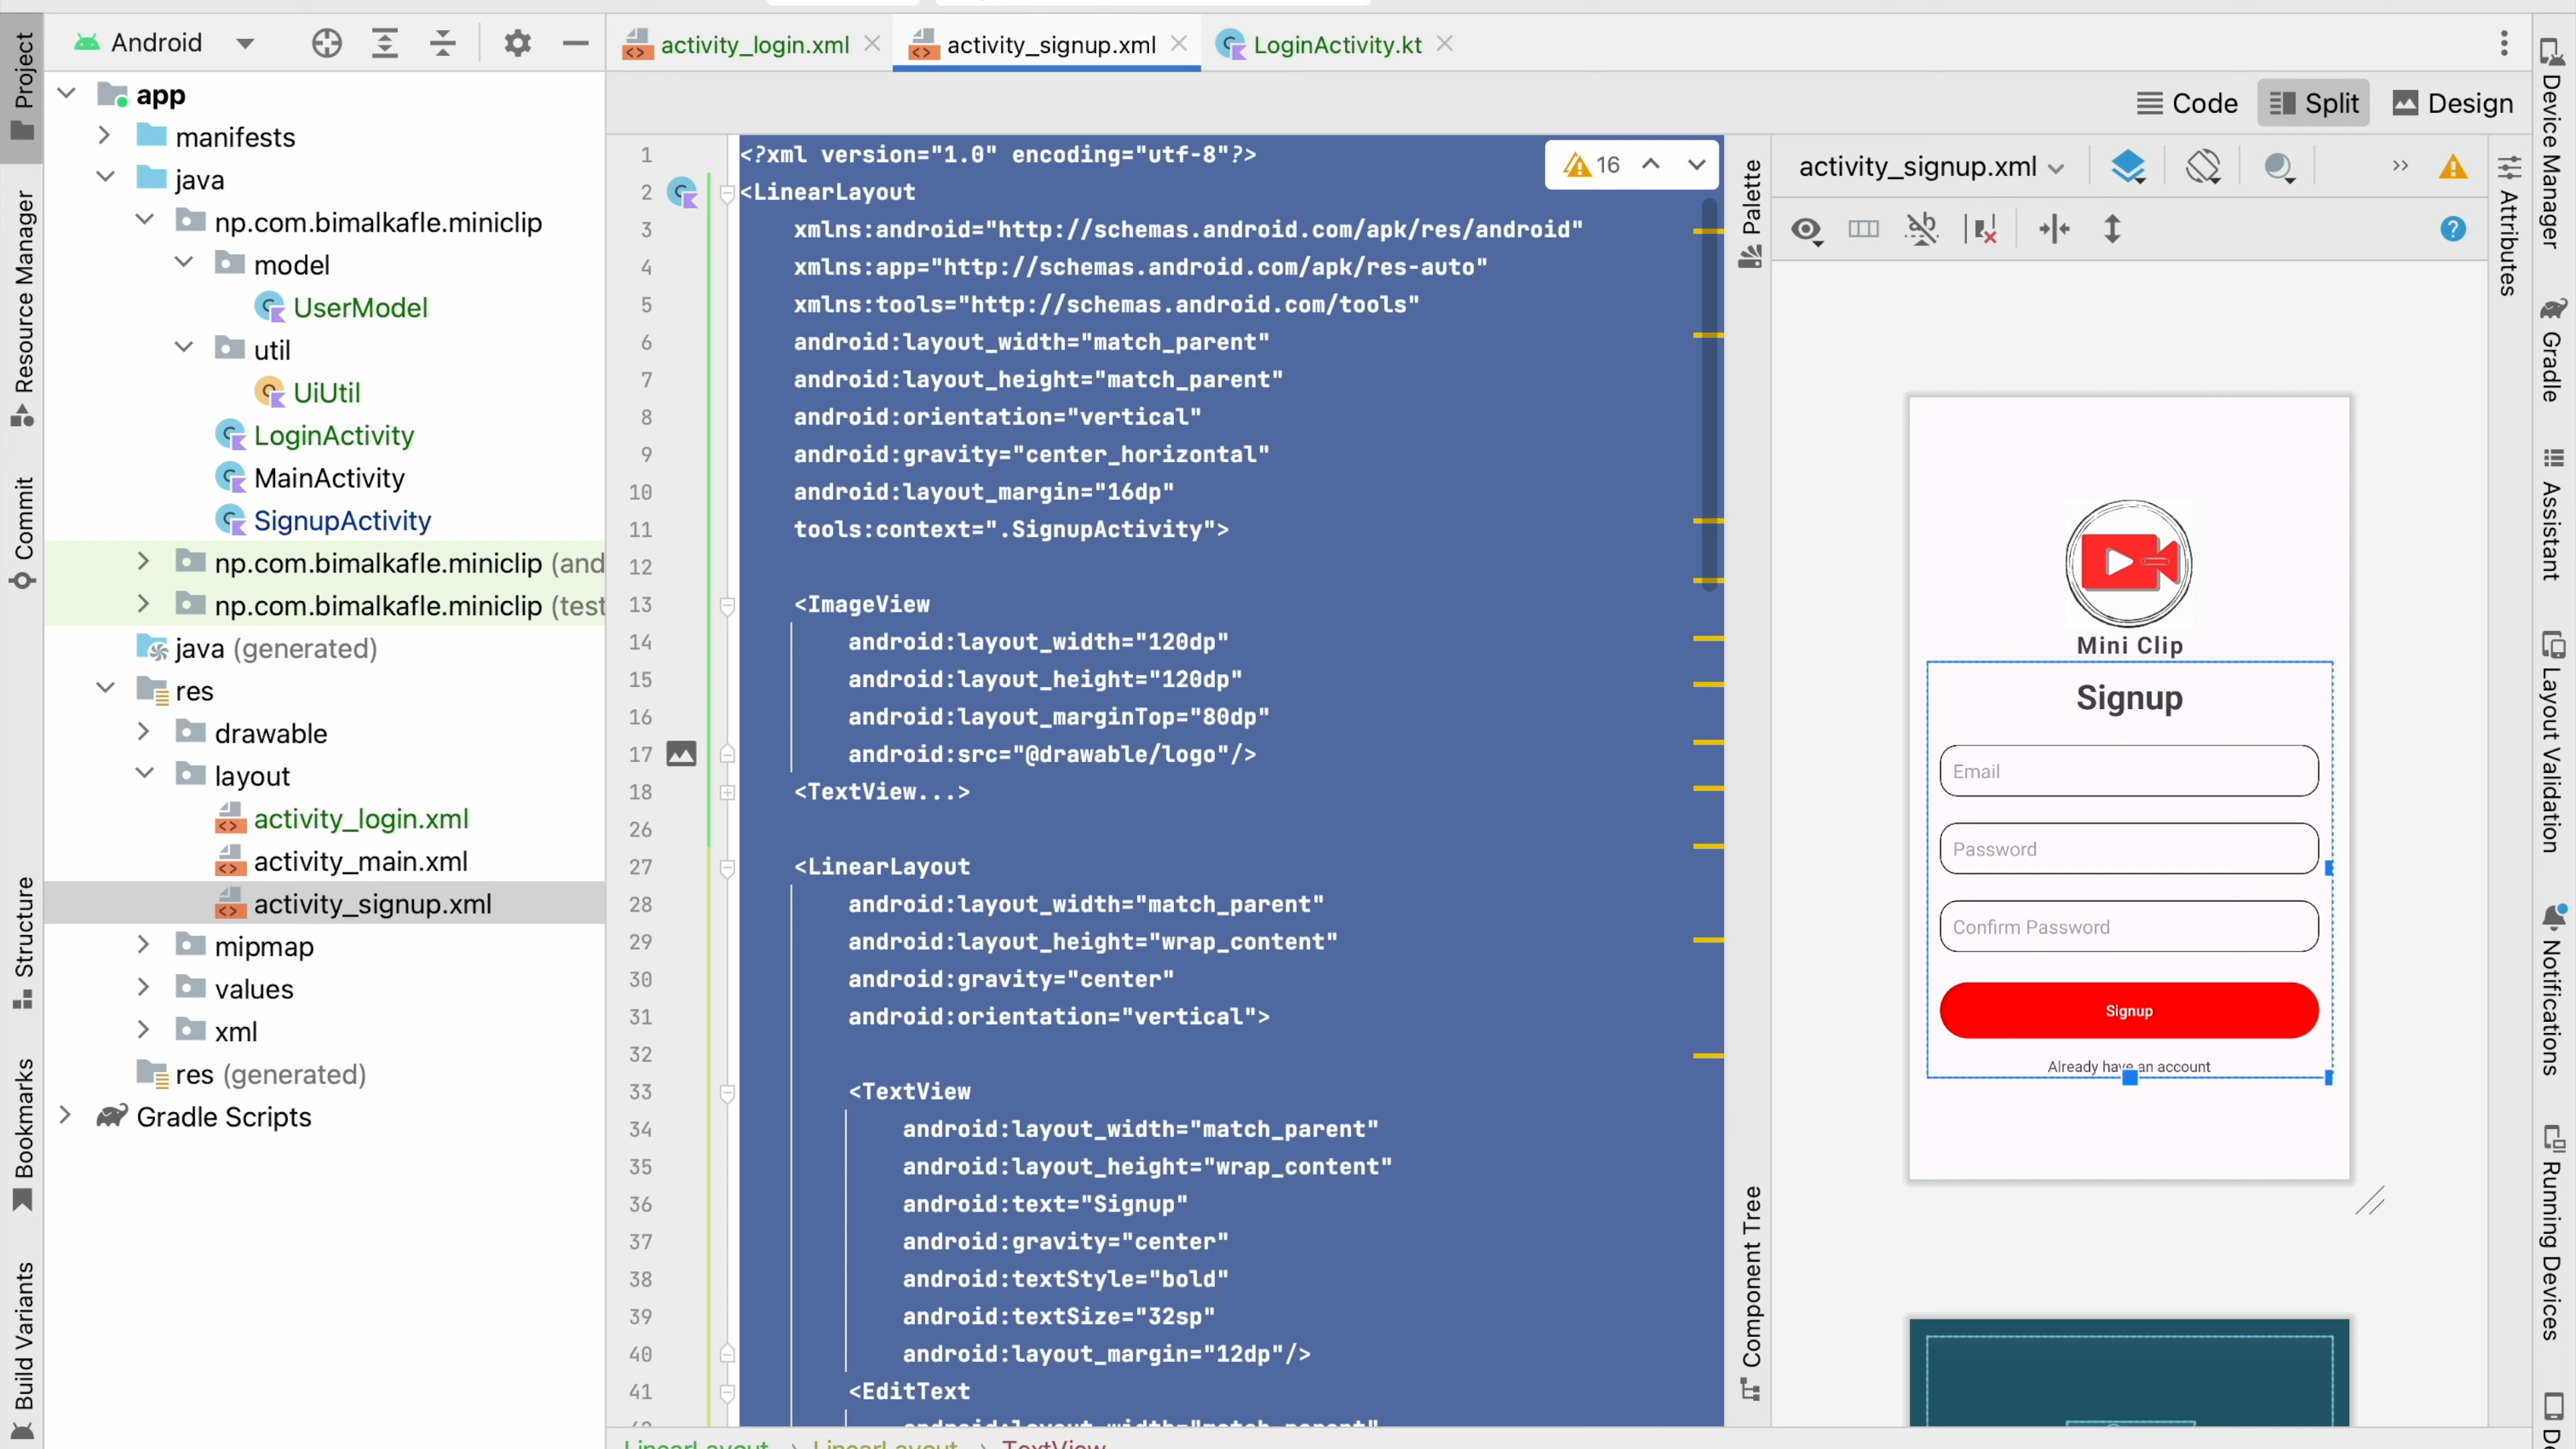 Android
activity_login.xml
activity_signup.xml
LoginActivity.kt
Project
Resource Manager
Commit
Structure
Bookmarks
Build Variants
app
manifests
java
np.com.bimalkafle.miniclip
model
UserModel
util
UiUtil
LoginActivity
MainActivity
SignupActivity
np.com.bimalkafle.miniclip (and
np.com.bimalkafle.miniclip (test
java (generated)
res
drawable
layout
activity_login.xml
activity_main.xml
activity_signup.xml
mipmap
values
xml
res (generated)
Gradle Scripts
Code
Split
Design
16
1 <?xml version="1.0" encoding="utf-8"?>
2 <LinearLayout
3 xmlns:android="http://schemas.android.com/apk/res/android"
4 xmlns:app="http://schemas.android.com/apk/res-auto"
5 xmlns:tools="http://schemas.android.com/tools"
6 android:layout_width="match_parent"
7 android:layout_height="match_parent"
8 android:orientation="vertical"
9 android:gravity="center_horizontal"
10 android:layout_margin="16dp"
11 tools:context=".SignupActivity">
12
13 <ImageView
14 android:layout_width="120dp"
15 android:layout_height="120dp"
16 android:layout_marginTop="80dp"
17 android:src="@drawable/logo"/>
18 <TextView...>
26
27 <LinearLayout
28 android:layout_width="match_parent"
29 android:layout_height="wrap_content"
30 android:gravity="center"
31 android:orientation="vertical">
32
33 <TextView
34 android:layout_width="match_parent"
35 android:layout_height="wrap_content"
36 android:text="Signup"
37 android:gravity="center"
38 android:textStyle="bold"
39 android:textSize="32sp"
40 android:layout_margin="12dp"/>
41 <EditText
android:layout_width="match_parent"
LinearLayout
LinearLayout
TextView
Palette
Component Tree
activity_signup.xml
Mini Clip
Signup
Email
Password
Confirm Password
Signup
Already have an account
Attributes
Device Manager
Gradle
Assistant
Layout Validation
Notifications
Running Devices